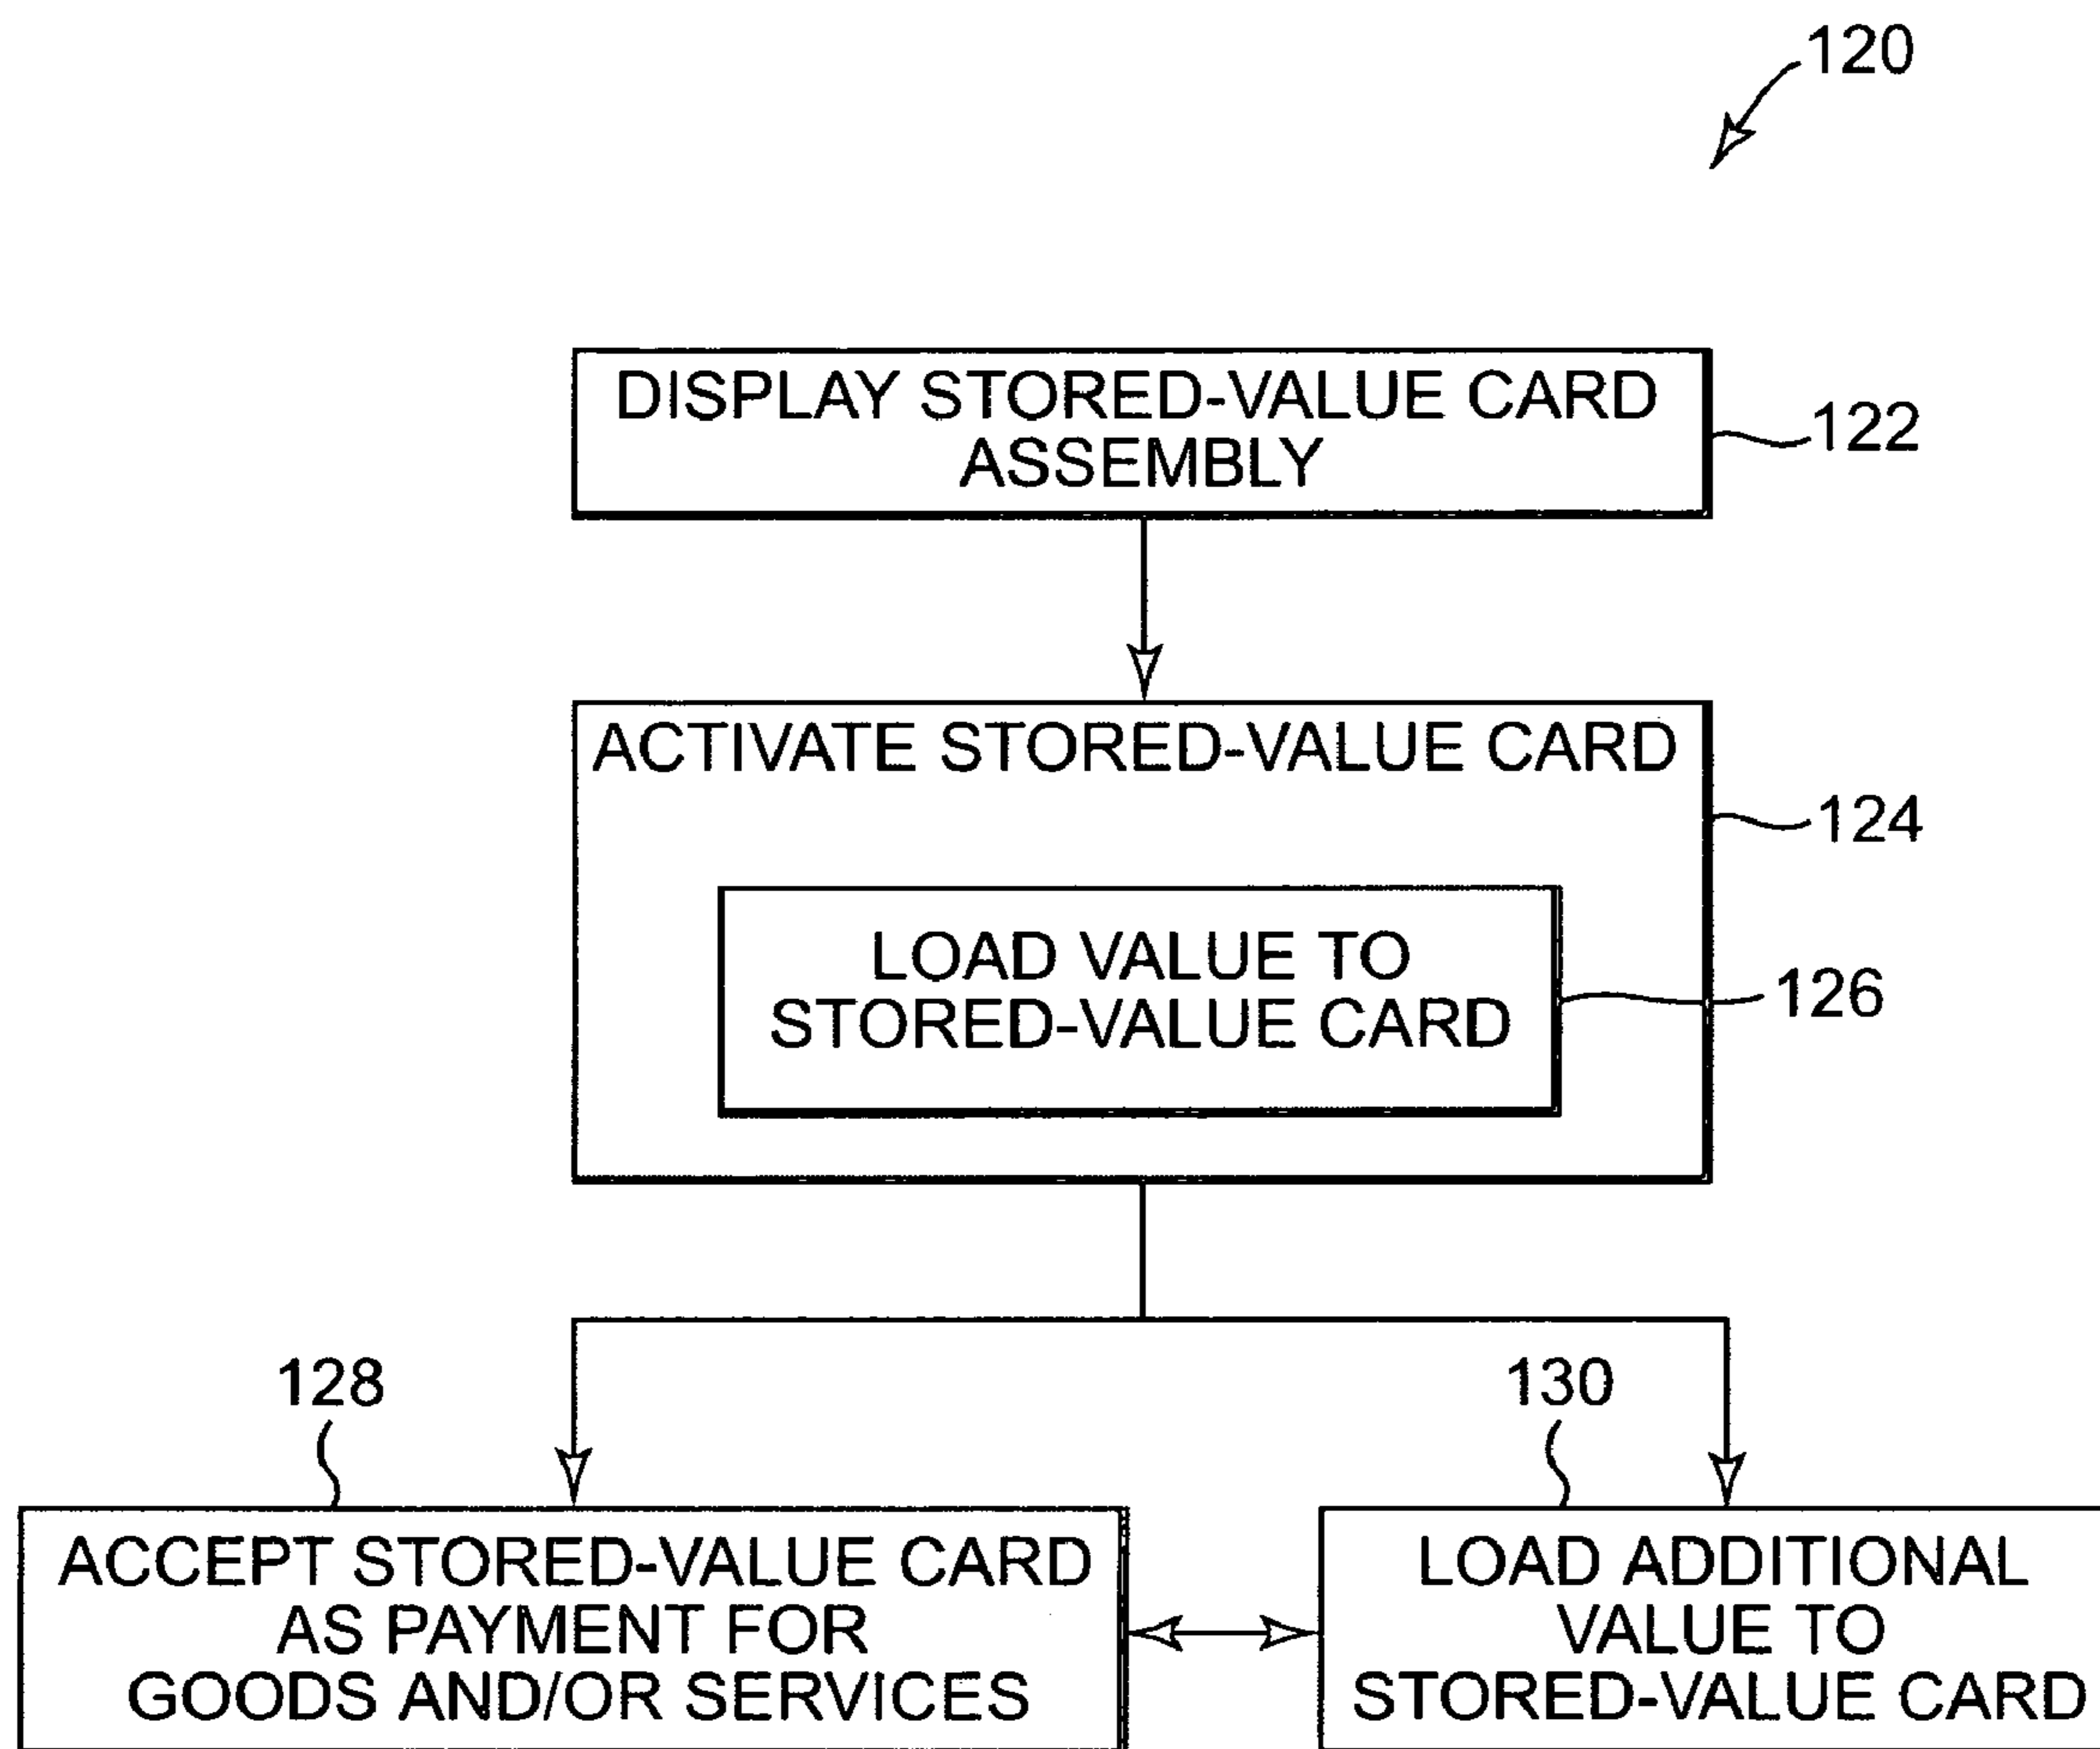 120
DISPLAY STORED-VALUE CARD
ASSEMBLY
122
ACTIVATE STORED-VALUE CARD
124
LOAD VALUE TO
STORED-VALUE CARD
126
128
130
ACCEPT STORED-VALUE CARD
AS PAYMENT FOR
GOODS AND/OR SERVICES
LOAD ADDITIONAL
VALUE TO
STORED-VALUE CARD